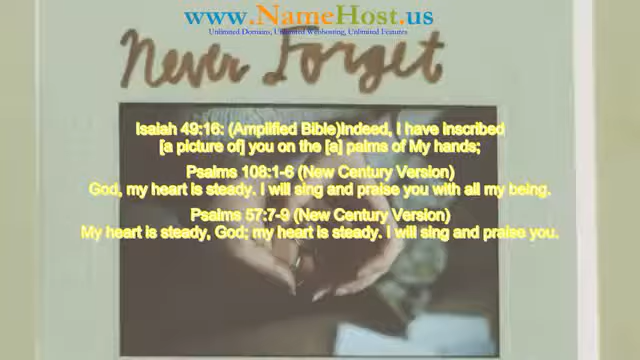 www.NameHost.us
Unlimited Domains, Unlimited Webhosting, Unlimited Features
Never Forget
Isaiah 49:16: (Amplified Bible)Indeed, I have inscribed
[a picture of] you on the [a] palms of My hands;
Psalms 108:1-6 (New Century Version)
God, my heart is steady. I will sing and praise you with all my being.
Psalms 57:7-9 (New Century Version)
My heart is steady, God; my heart is steady. I will sing and praise you.